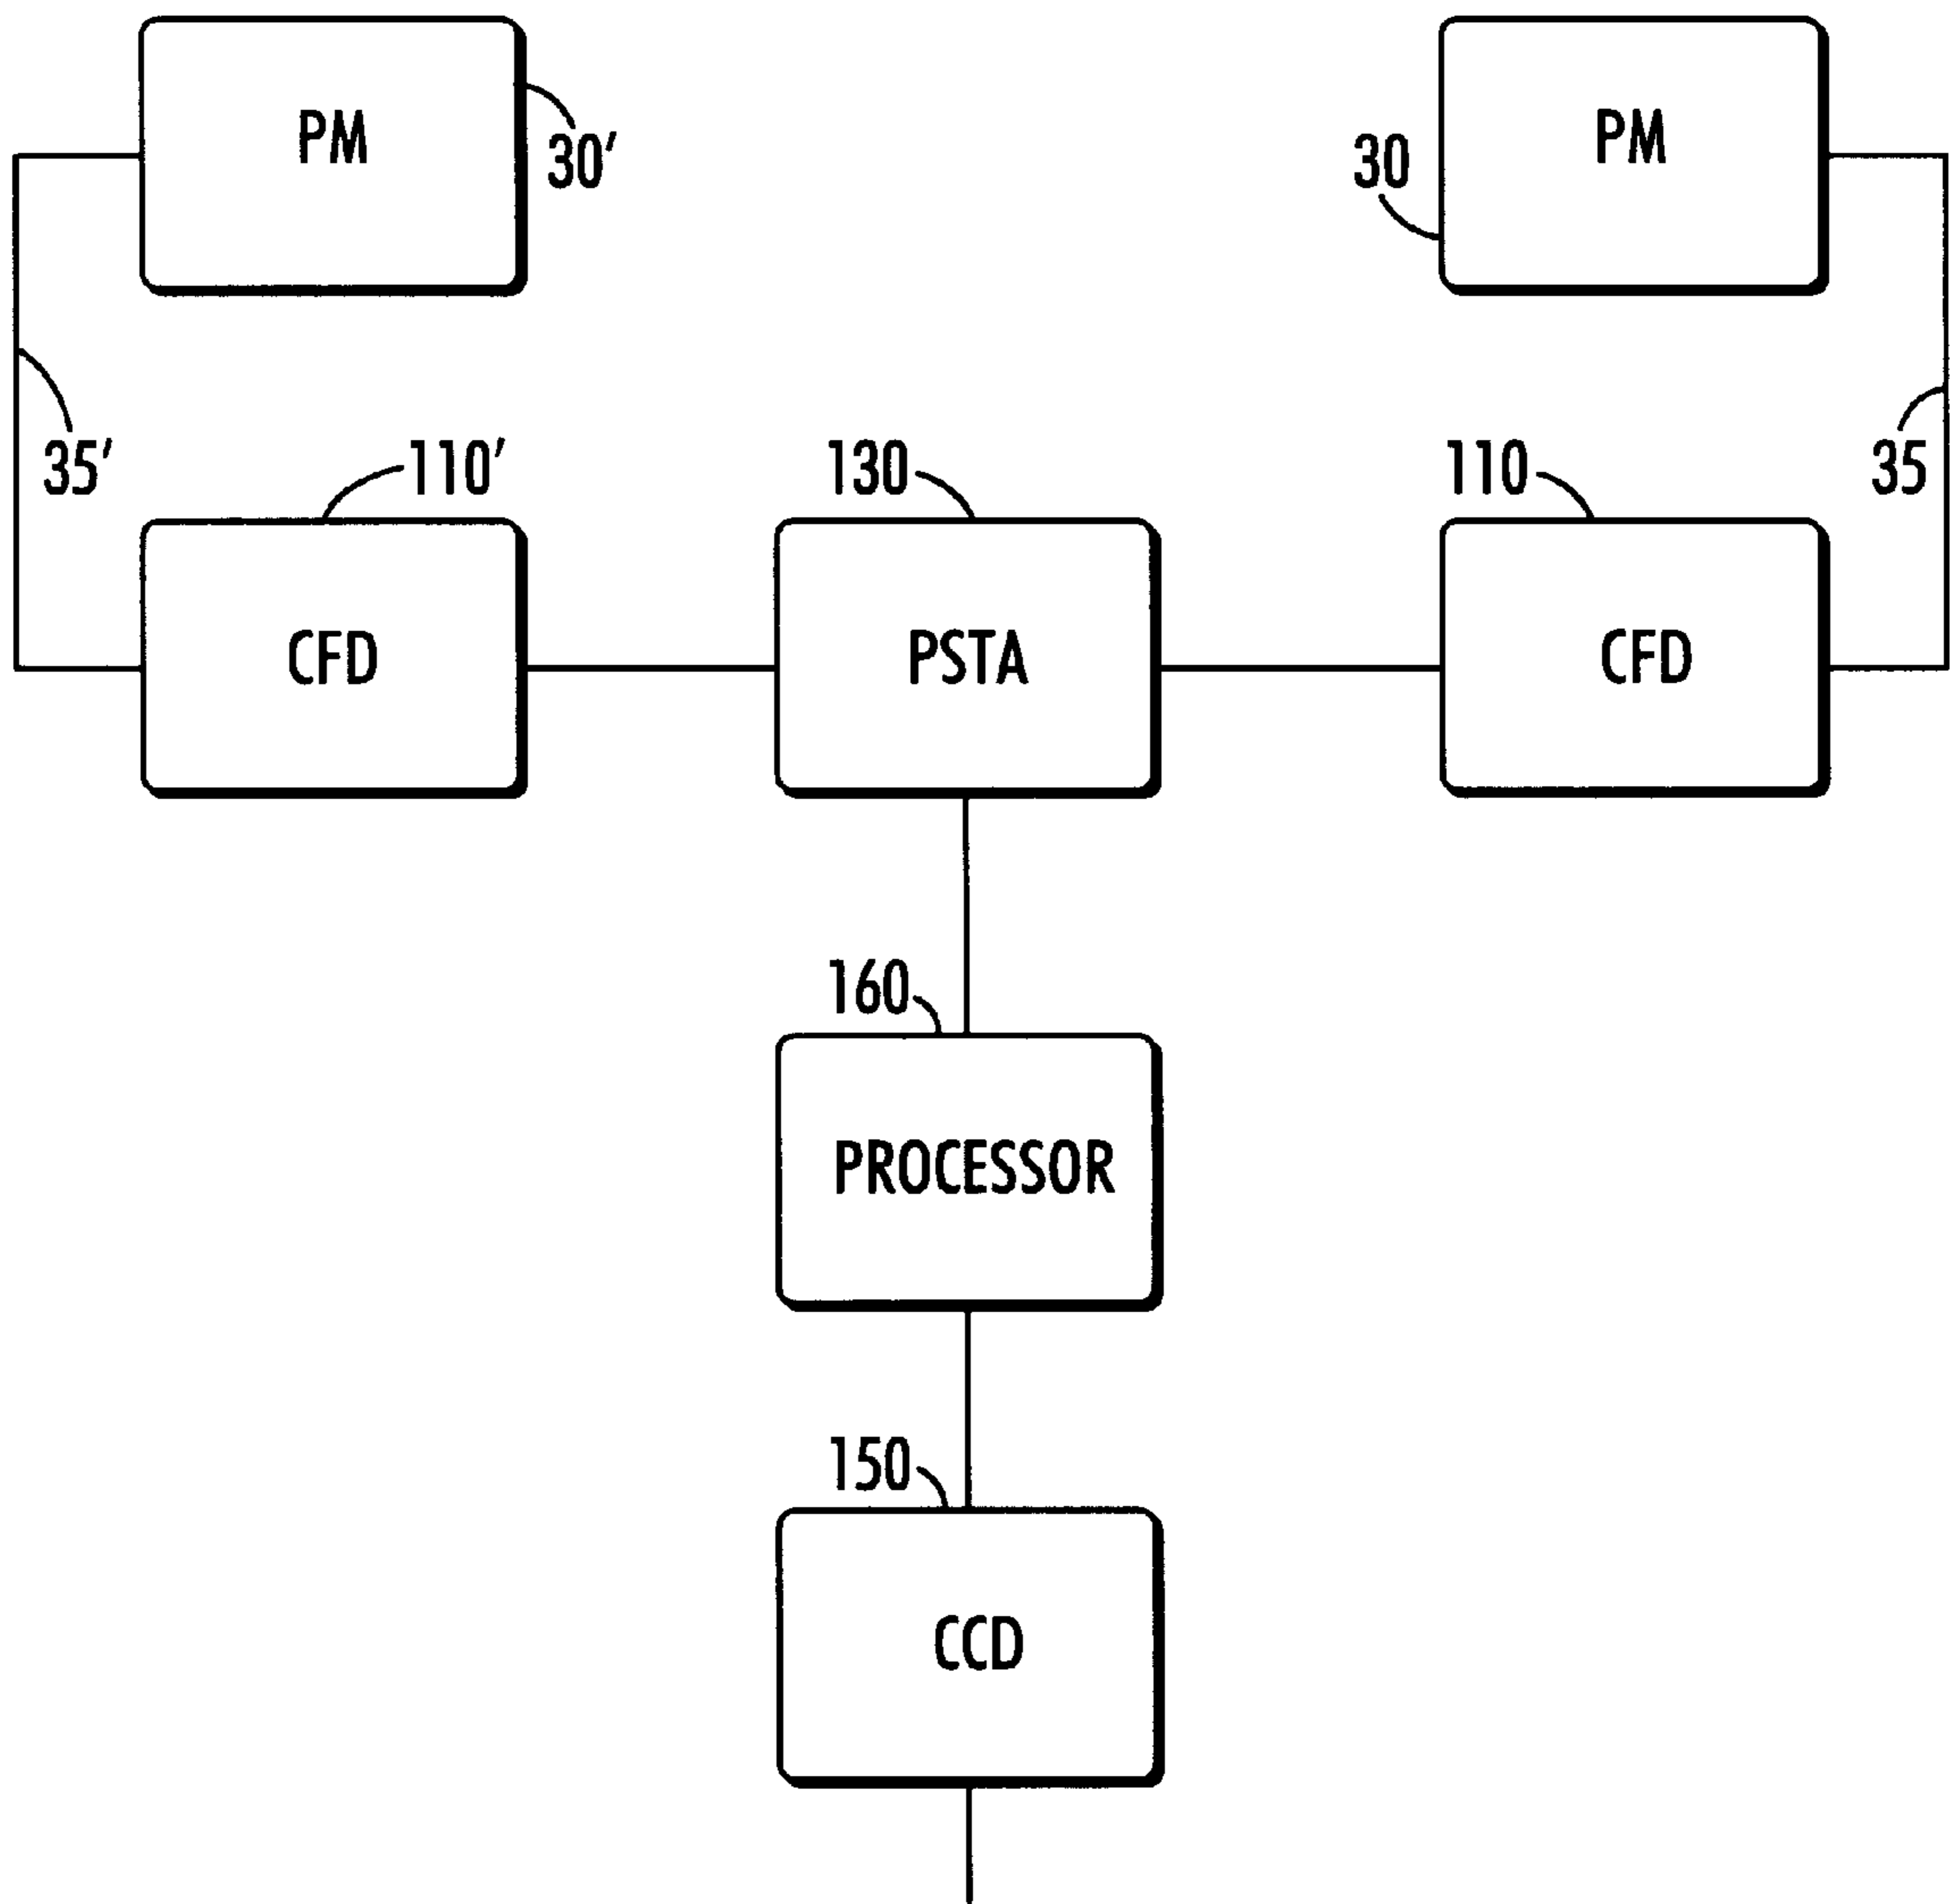 PM
30′
30
PM
35′
110′
130
110
35
CFD
PSTA
CFD
160
PROCESSOR
150
CCD